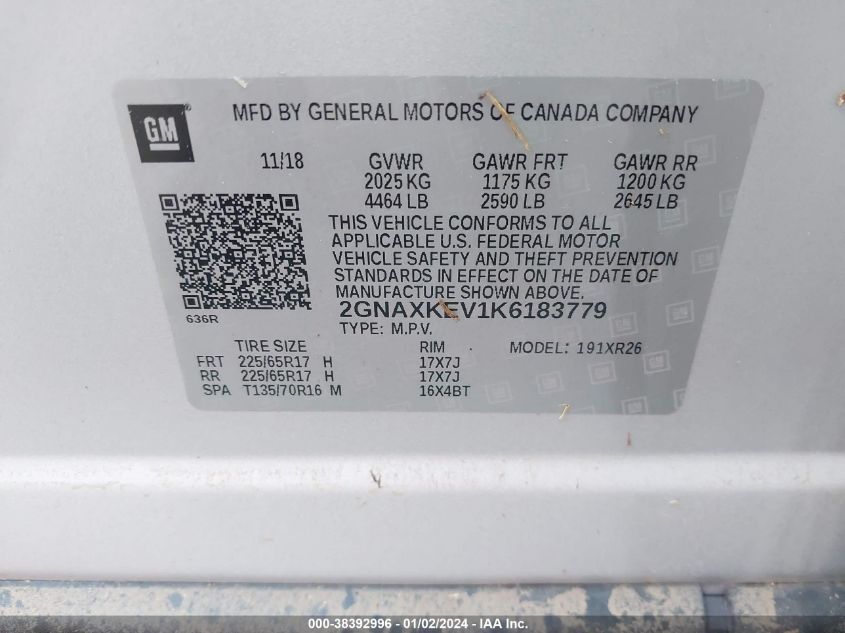 GM
MFD BY GENERAL MOTORS OF CANADA COMPANY
11/18 GVWR GAWR FRT GAWR RR
2025 KG 1175 KG 1200 KG
4464 LB 2590 LB 2645 LB
THIS VEHICLE CONFORMS TO ALL
APPLICABLE U.S. FEDERAL MOTOR
VEHICLE SAFETY AND THEFT PREVENTION
STANDARDS IN EFFECT ON THE DATE OF
MANUFACTURE SHOWN ABOVE.
636R
2GNAXKEV1K6183779
TYPE: M.P.V.
TIRE SIZE RIM MODEL: 191XR26
FRT 225/65R17 H 17X7J
RR 225/65R17 H 17X7J
SPA T135/70R16 M 16X4BT
000-38392996 - 01/02/2024 - IAA Inc.